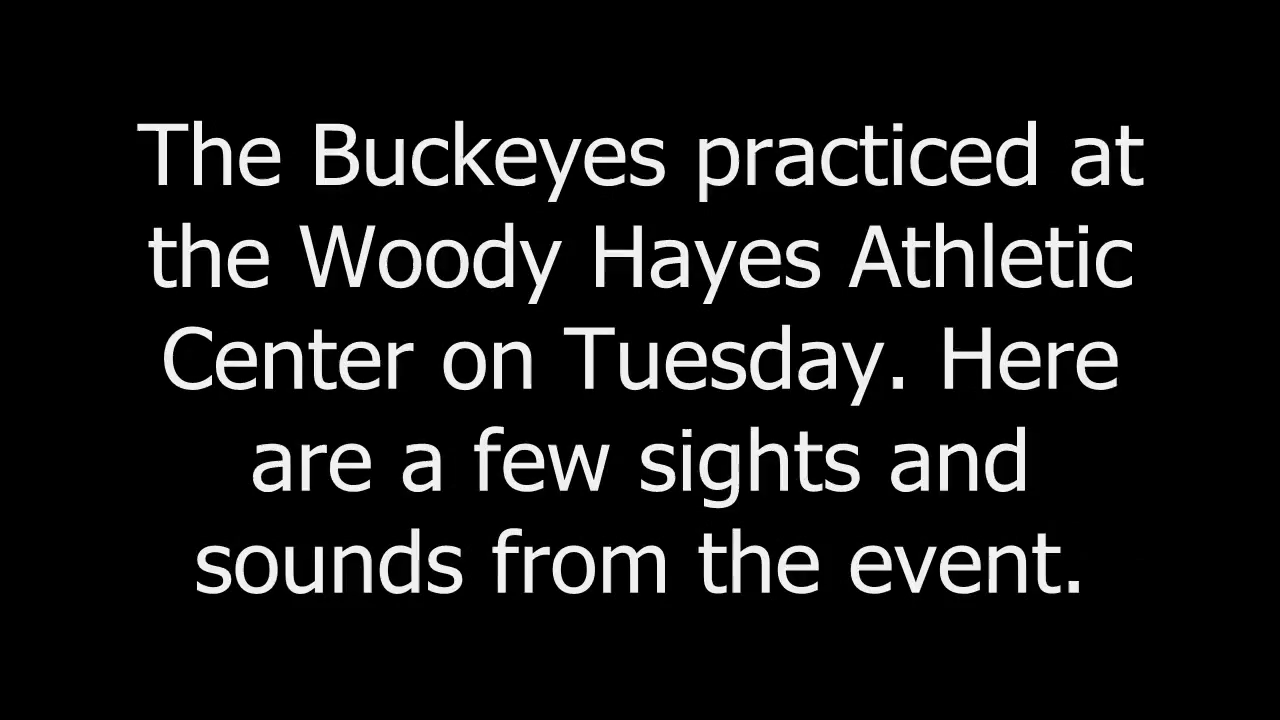 The Buckeyes practiced at
the Woody Hayes Athletic
Center on Tuesday. Here
are a few sights and
sounds from the event.